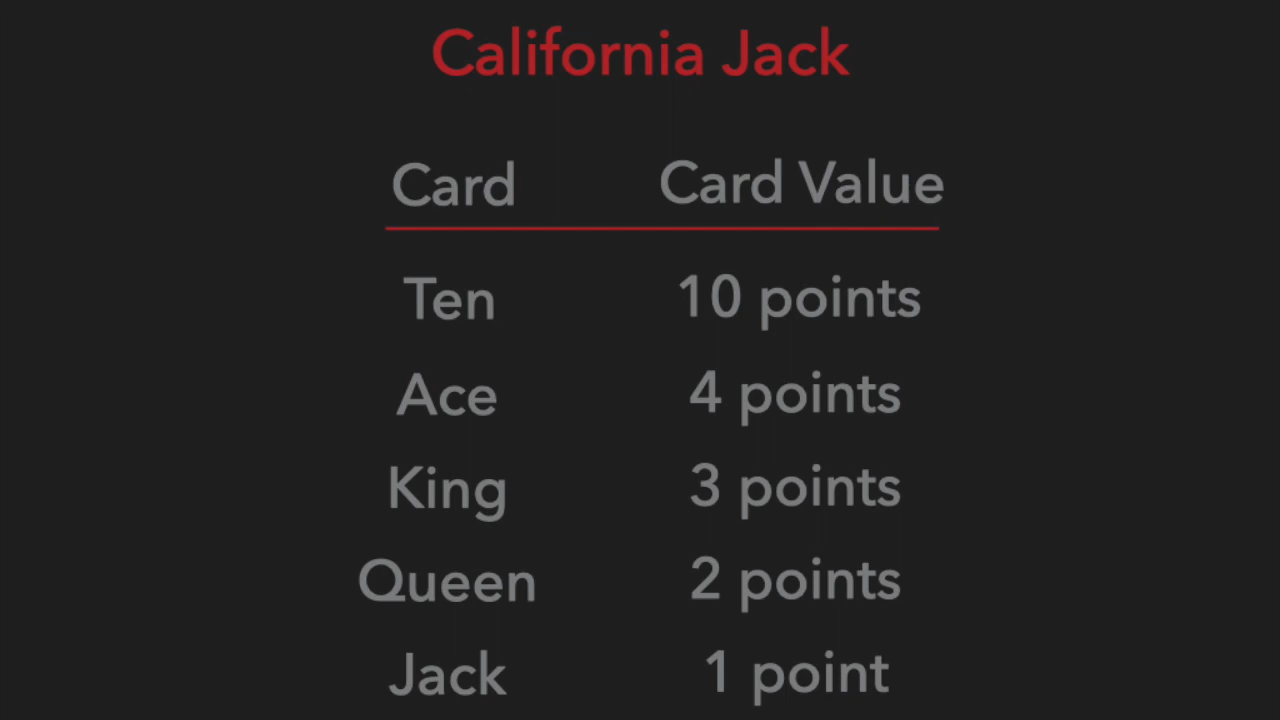 California Jack
Card Card Value
Ten 10 points
Ace 4 points
King 3 points
Queen 2 points
Jack 1 point